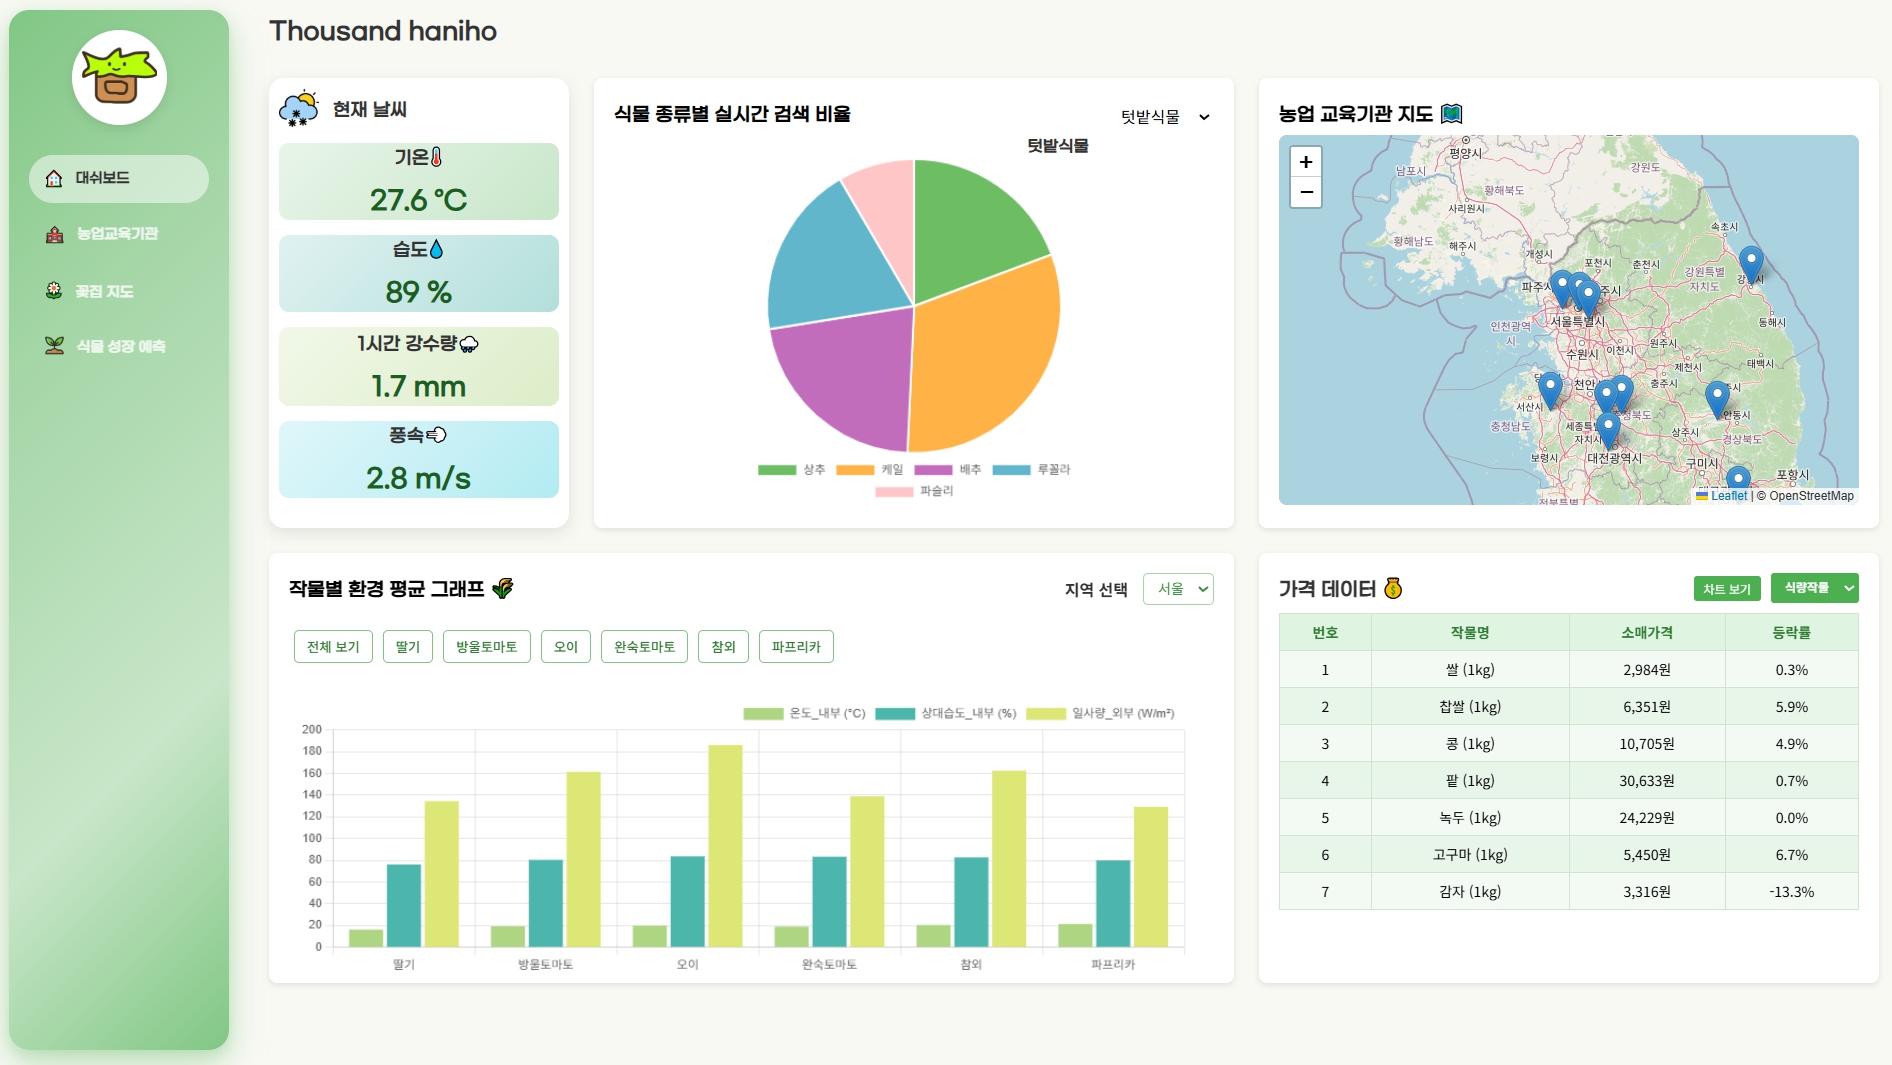 Thousand haniho
대쉬보드
농업교육기관
꽃집 지도
식물 성장 예측
현재 날씨
기온
27.6 °C
습도
89 %
1시간 강수량
1.7 mm
풍속
2.8 m/s
식물 종류별 실시간 검색 비율
텃밭식물
텃밭식물
상추 케일 배추 루꼴라
파슬리
농업 교육기관 지도
+
−
평양시
강원도
남포시
황해북도
사리원시
속초시
황해남도
해주시
개성시
포천시
춘천시
강원특별
자치도
인천광역
시
서울특별시
동해시
수원시
이천시
원주시
제천시
태백시
천안
충주시
서산시
안동시
충청남도
세종특별
자치시
상주시
경상북도
보령시
대전광역시
구미시
포항시
전북특별
Leaflet | © OpenStreetMap
작물별 환경 평균 그래프
지역 선택 서울
전체 보기 딸기 방울토마토 오이 완숙토마토 참외 파프리카
온도_내부 (°C) 상대습도_내부 (%) 일사량_외부 (W/m²)
200
180
160
140
120
100
80
60
40
20
0
딸기 방울토마토 오이 완숙토마토 참외 파프리카
가격 데이터
차트 보기 식량작물
번호 작물명 소매가격 등락률
1 쌀 (1kg) 2,984원 0.3%
2 찹쌀 (1kg) 6,351원 5.9%
3 콩 (1kg) 10,705원 4.9%
4 팥 (1kg) 30,633원 0.7%
5 녹두 (1kg) 24,229원 0.0%
6 고구마 (1kg) 5,450원 6.7%
7 감자 (1kg) 3,316원 -13.3%